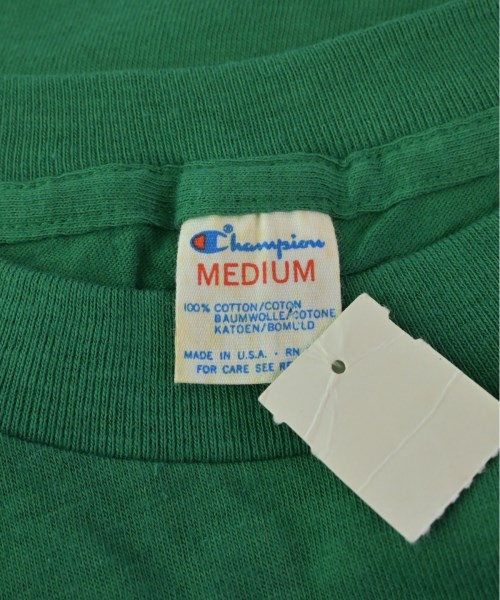 Champion
MEDIUM
100% COTTON/COTON
BAUMWOLLE/COTONE
KATOEN/BOMULD
MADE IN U.S.A. · RN
FOR CARE SEE